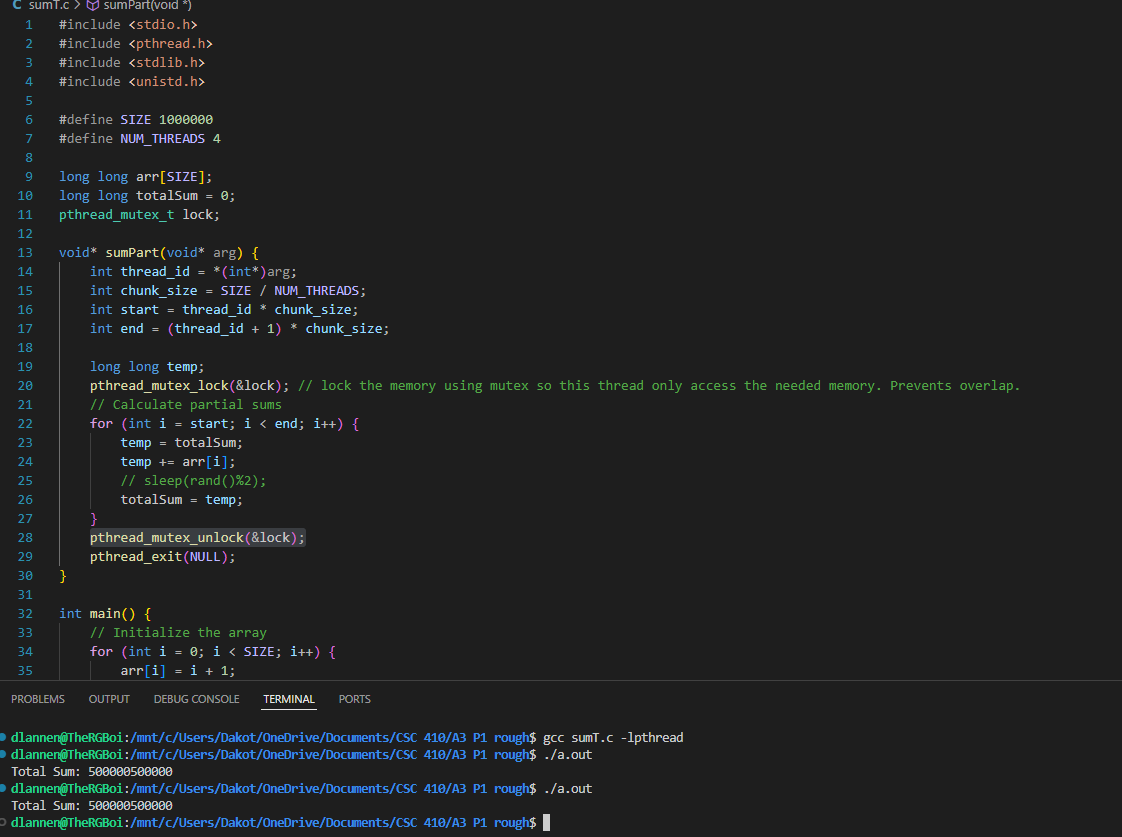 C sumT.c > sumPart(void *)
1 #include <stdio.h>
2 #include <pthread.h>
3 #include <stdlib.h>
4 #include <unistd.h>
5
6 #define SIZE 1000000
7 #define NUM_THREADS 4
8
9 long long arr[SIZE];
10 long long totalSum = 0;
11 pthread_mutex_t lock;
12
13 void* sumPart(void* arg) {
14     int thread_id = *(int*)arg;
15     int chunk_size = SIZE / NUM_THREADS;
16     int start = thread_id * chunk_size;
17     int end = (thread_id + 1) * chunk_size;
18
19     long long temp;
20     pthread_mutex_lock(&lock); // lock the memory using mutex so this thread only access the needed memory. Prevents overlap.
21     // Calculate partial sums
22     for (int i = start; i < end; i++) {
23         temp = totalSum;
24         temp += arr[i];
25         // sleep(rand()%2);
26         totalSum = temp;
27     }
28     pthread_mutex_unlock(&lock);
29     pthread_exit(NULL);
30 }
31
32 int main() {
33     // Initialize the array
34     for (int i = 0; i < SIZE; i++) {
35         arr[i] = i + 1;
PROBLEMS OUTPUT DEBUG CONSOLE TERMINAL PORTS
dlannen@TheRGBoi:/mnt/c/Users/Dakot/OneDrive/Documents/CSC 410/A3 P1 rough$ gcc sumT.c -lpthread
dlannen@TheRGBoi:/mnt/c/Users/Dakot/OneDrive/Documents/CSC 410/A3 P1 rough$ ./a.out
Total Sum: 500000500000
dlannen@TheRGBoi:/mnt/c/Users/Dakot/OneDrive/Documents/CSC 410/A3 P1 rough$ ./a.out
Total Sum: 500000500000
dlannen@TheRGBoi:/mnt/c/Users/Dakot/OneDrive/Documents/CSC 410/A3 P1 rough$